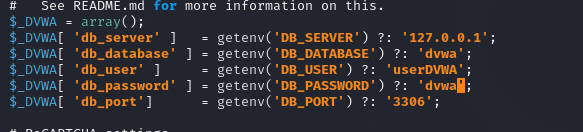 #   See README.md for more information on this.
$_DVWA = array();
$_DVWA[ 'db_server' ]   = getenv('DB_SERVER') ?: '127.0.0.1';
$_DVWA[ 'db_database' ] = getenv('DB_DATABASE') ?: 'dvwa';
$_DVWA[ 'db_user' ]     = getenv('DB_USER') ?: 'userDVWA';
$_DVWA[ 'db_password' ] = getenv('DB_PASSWORD') ?: 'dvwa';
$_DVWA[ 'db_port']      = getenv('DB_PORT') ?: '3306';